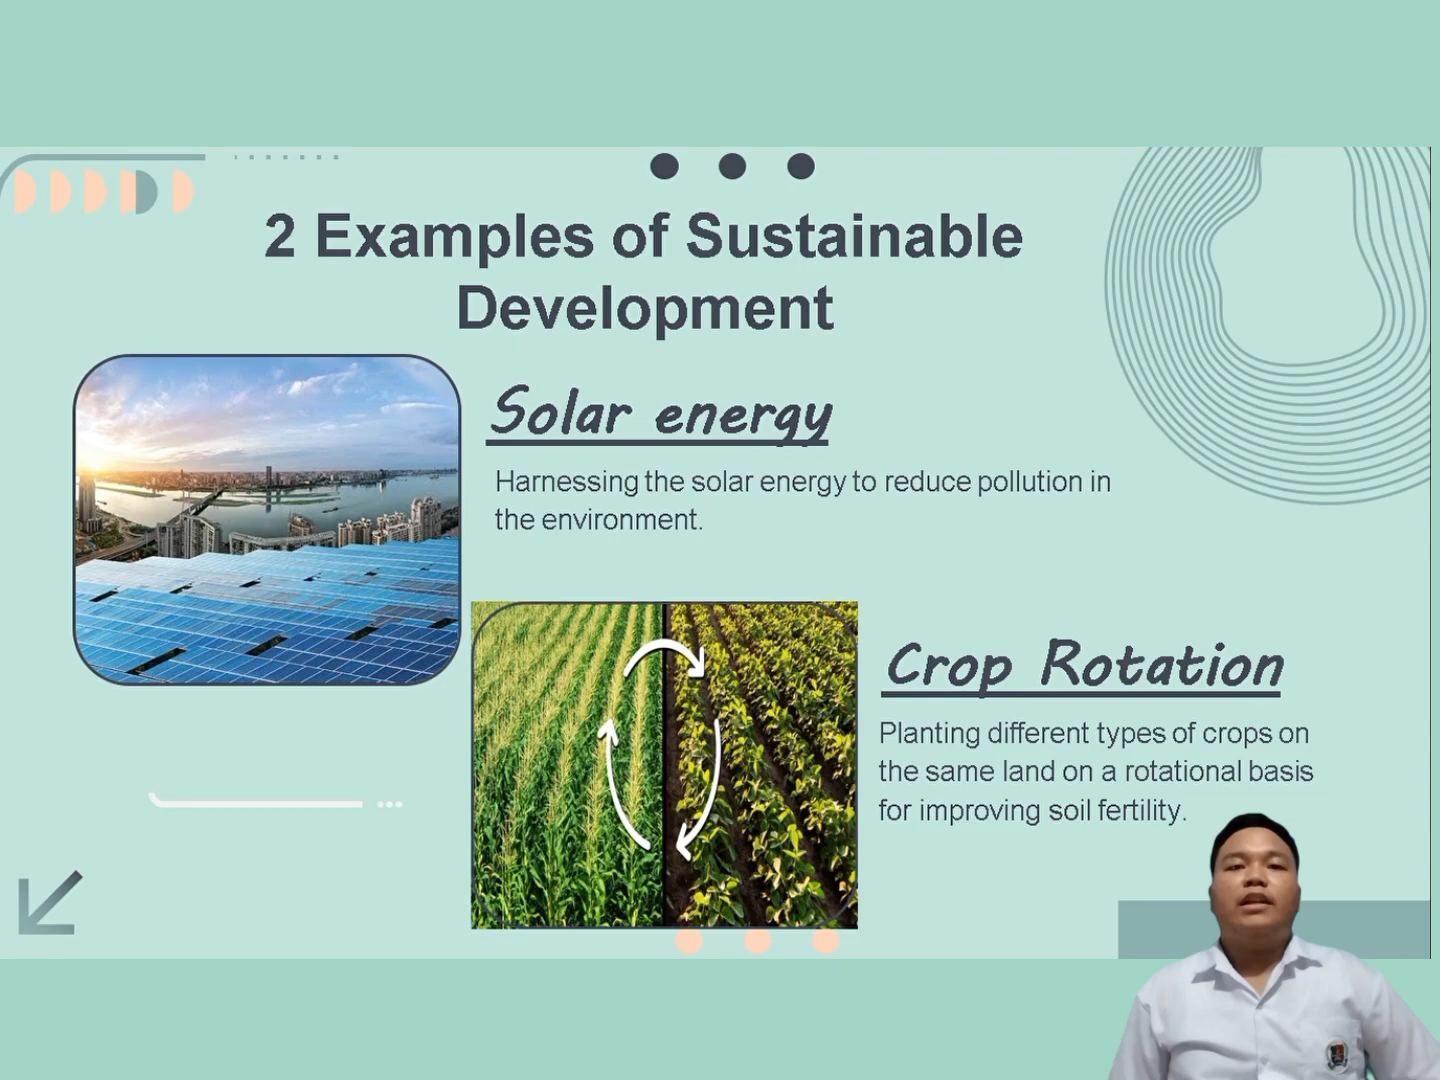 2 Examples of Sustainable
Development
Solar energy
Harnessing the solar energy to reduce pollution in
the environment.
Crop Rotation
Planting different types of crops on
the same land on a rotational basis
for improving soil fertility.